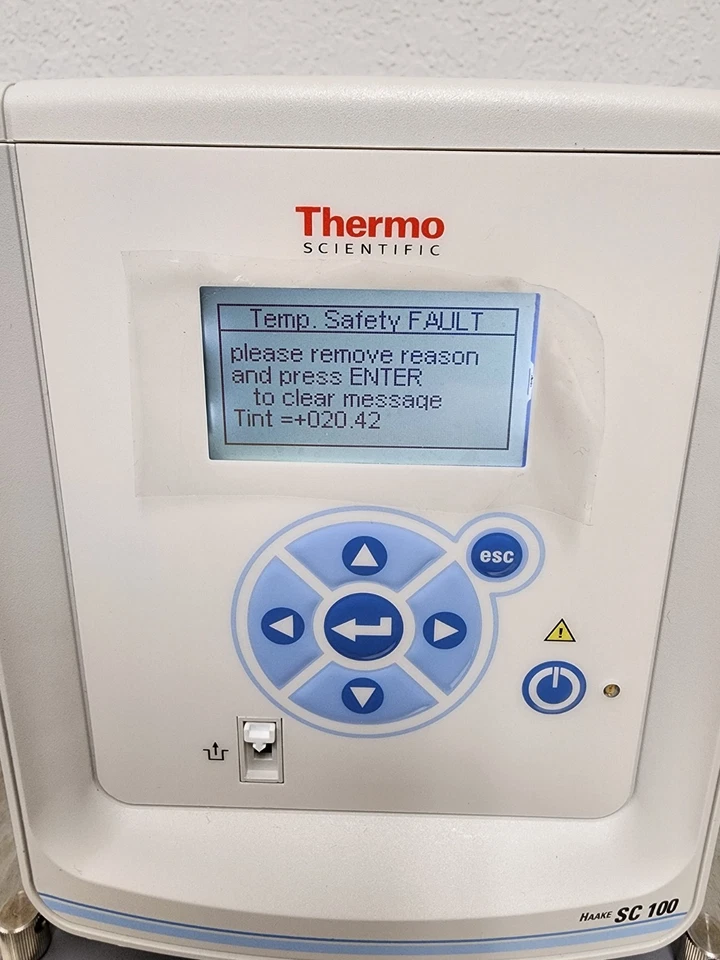 Thermo
SCIENTIFIC
Temp. Safety FAULT
please remove reason
and press ENTER
to clear message
Tint =+020.42
esc
HAAKE SC 100